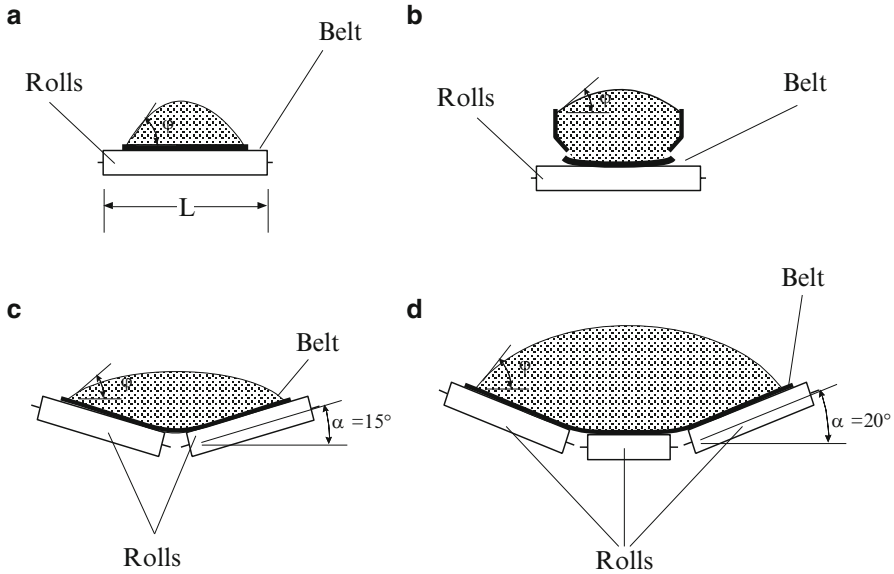 a
Belt
Rolls
φ
L
b
Rolls
Belt
φ
c
Belt
φ
α =15°
Rolls
d
Belt
φ
α =20°
Rolls